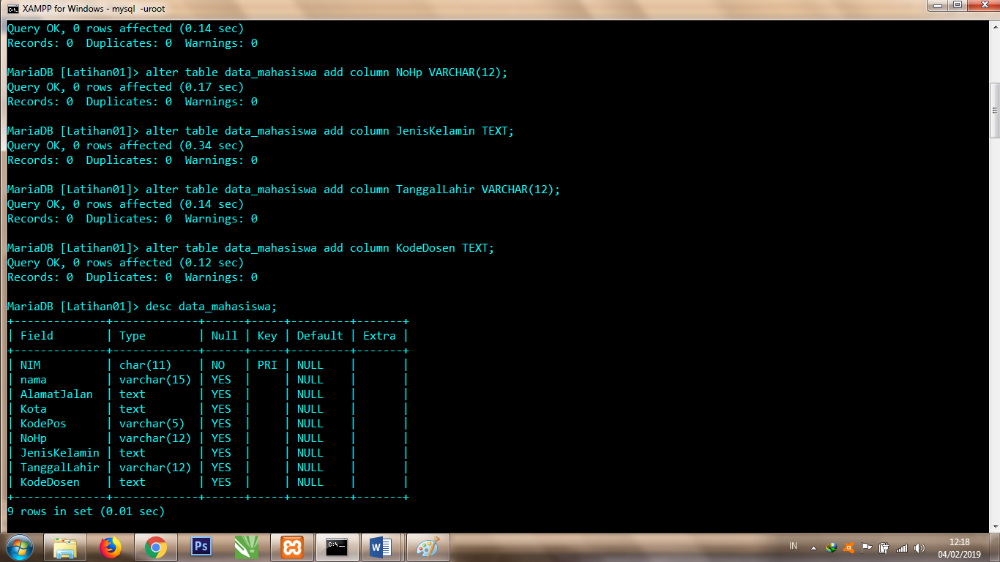 XAMPP for Windows - mysql  -uroot
Query OK, 0 rows affected (0.14 sec)
Records: 0  Duplicates: 0  Warnings: 0
MariaDB [Latihan01]> alter table data_mahasiswa add column NoHp VARCHAR(12);
Query OK, 0 rows affected (0.17 sec)
Records: 0  Duplicates: 0  Warnings: 0
MariaDB [Latihan01]> alter table data_mahasiswa add column JenisKelamin TEXT;
Query OK, 0 rows affected (0.34 sec)
Records: 0  Duplicates: 0  Warnings: 0
MariaDB [Latihan01]> alter table data_mahasiswa add column TanggalLahir VARCHAR(12);
Query OK, 0 rows affected (0.14 sec)
Records: 0  Duplicates: 0  Warnings: 0
MariaDB [Latihan01]> alter table data_mahasiswa add column KodeDosen TEXT;
Query OK, 0 rows affected (0.12 sec)
Records: 0  Duplicates: 0  Warnings: 0
MariaDB [Latihan01]> desc data_mahasiswa;
+--------------+-------------+------+-----+---------+-------+
| Field        | Type        | Null | Key | Default | Extra |
+--------------+-------------+------+-----+---------+-------+
| NIM          | char(11)    | NO   | PRI | NULL    |       |
| nama         | varchar(15) | YES  |     | NULL    |       |
| AlamatJalan  | text        | YES  |     | NULL    |       |
| Kota         | text        | YES  |     | NULL    |       |
| KodePos      | varchar(5)  | YES  |     | NULL    |       |
| NoHp         | varchar(12) | YES  |     | NULL    |       |
| JenisKelamin | text        | YES  |     | NULL    |       |
| TanggalLahir | varchar(12) | YES  |     | NULL    |       |
| KodeDosen    | text        | YES  |     | NULL    |       |
+--------------+-------------+------+-----+---------+-------+
9 rows in set (0.01 sec)
Ps
W
IN
12:18
04/02/2019